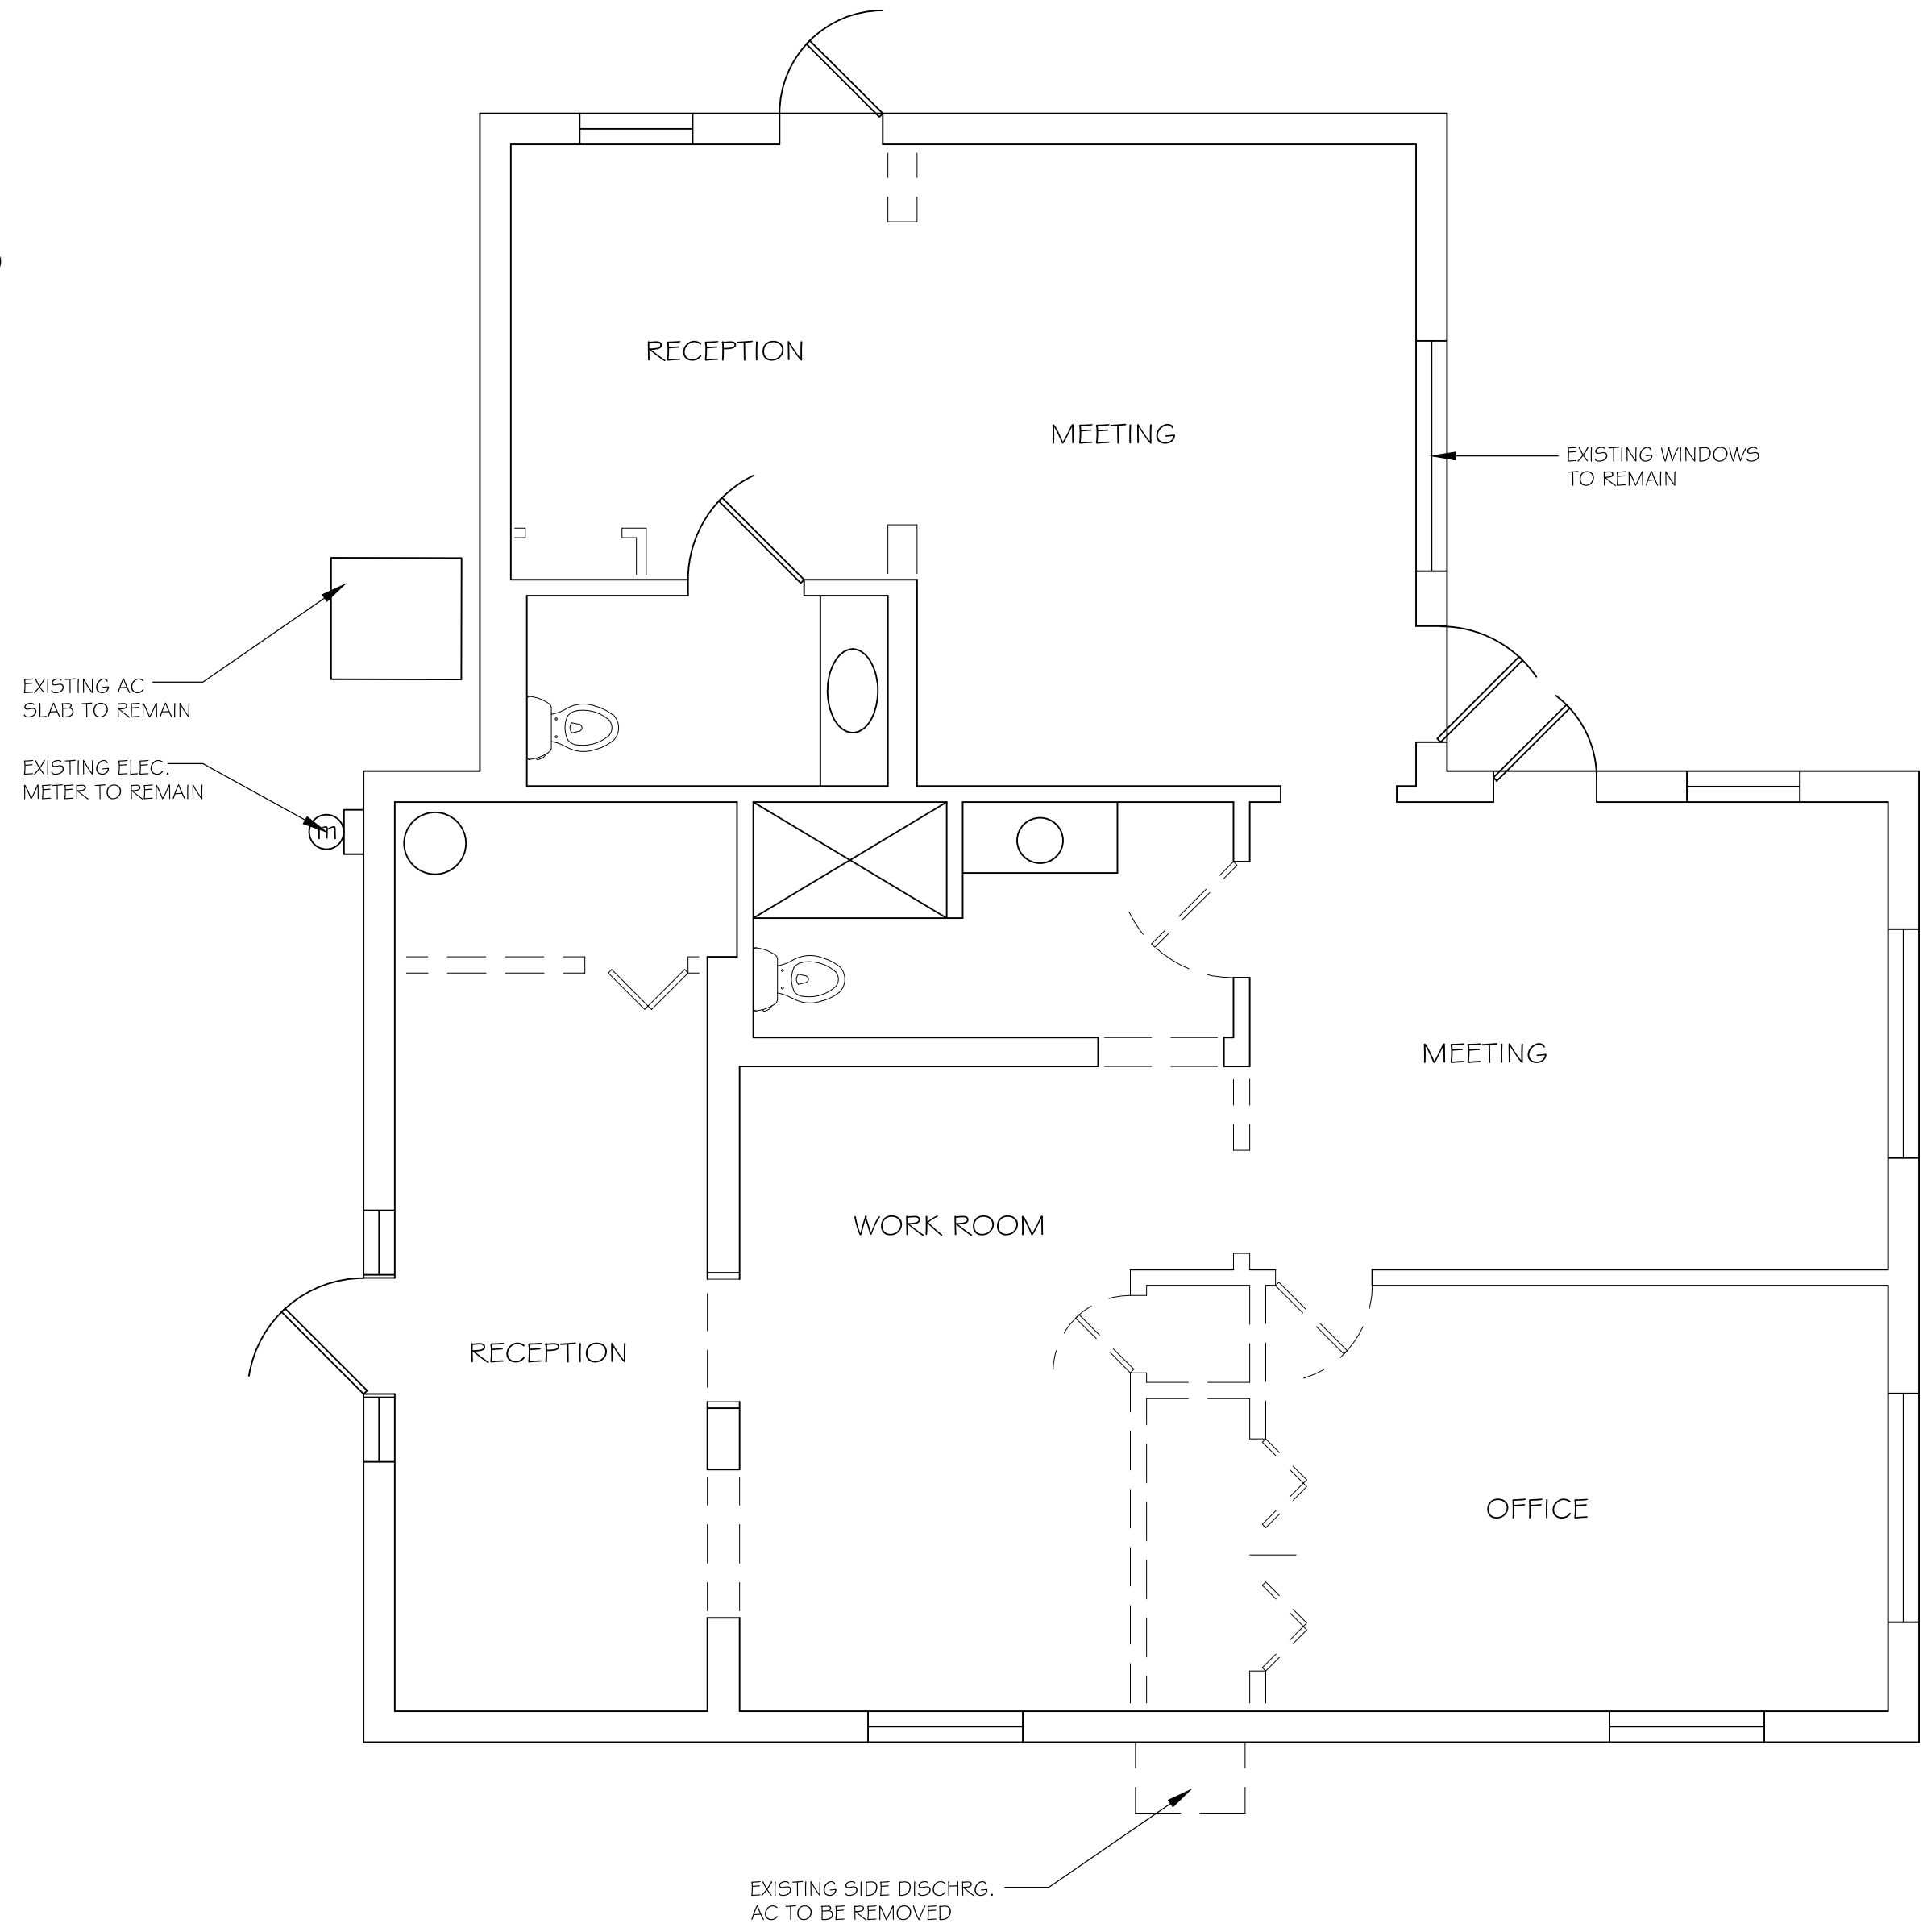 RECEPTION
MEETING
EXISTING WINDOWS
TO REMAIN
EXISTING AC
SLAB TO REMAIN
EXISTING ELEC.
METER TO REMAIN
m
MEETING
WORK ROOM
RECEPTION
OFFICE
EXISTING SIDE DISCHRG.
AC TO BE REMOVED